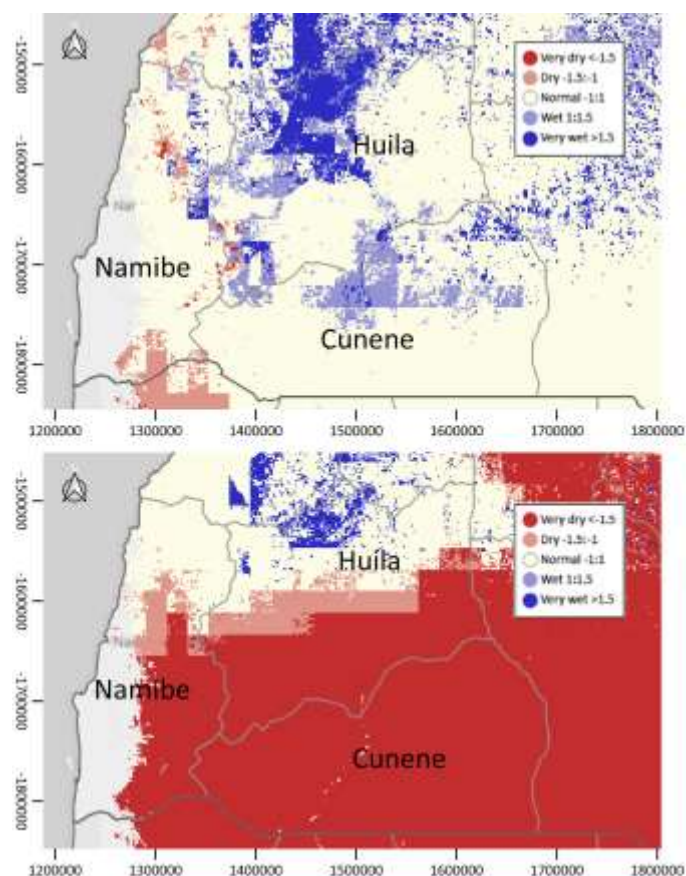 -1500000
Very dry <-1.5
Dry -1.5:-1
Normal -1:1
Wet 1:1.5
Very wet >1.5
Huila
-1600000
Namibe
-1700000
Cunene
-1800000
1200000 1300000 1400000 1500000 1600000 1700000 1800000
-1500000
Very dry <-1.5
Dry -1.5:-1
Normal -1:1
Wet 1:1.5
Very wet >1.5
Huíla
-1600000
Namibe
-1700000
Cunene
-1800000
1200000 1300000 1400000 1500000 1600000 1700000 1800000